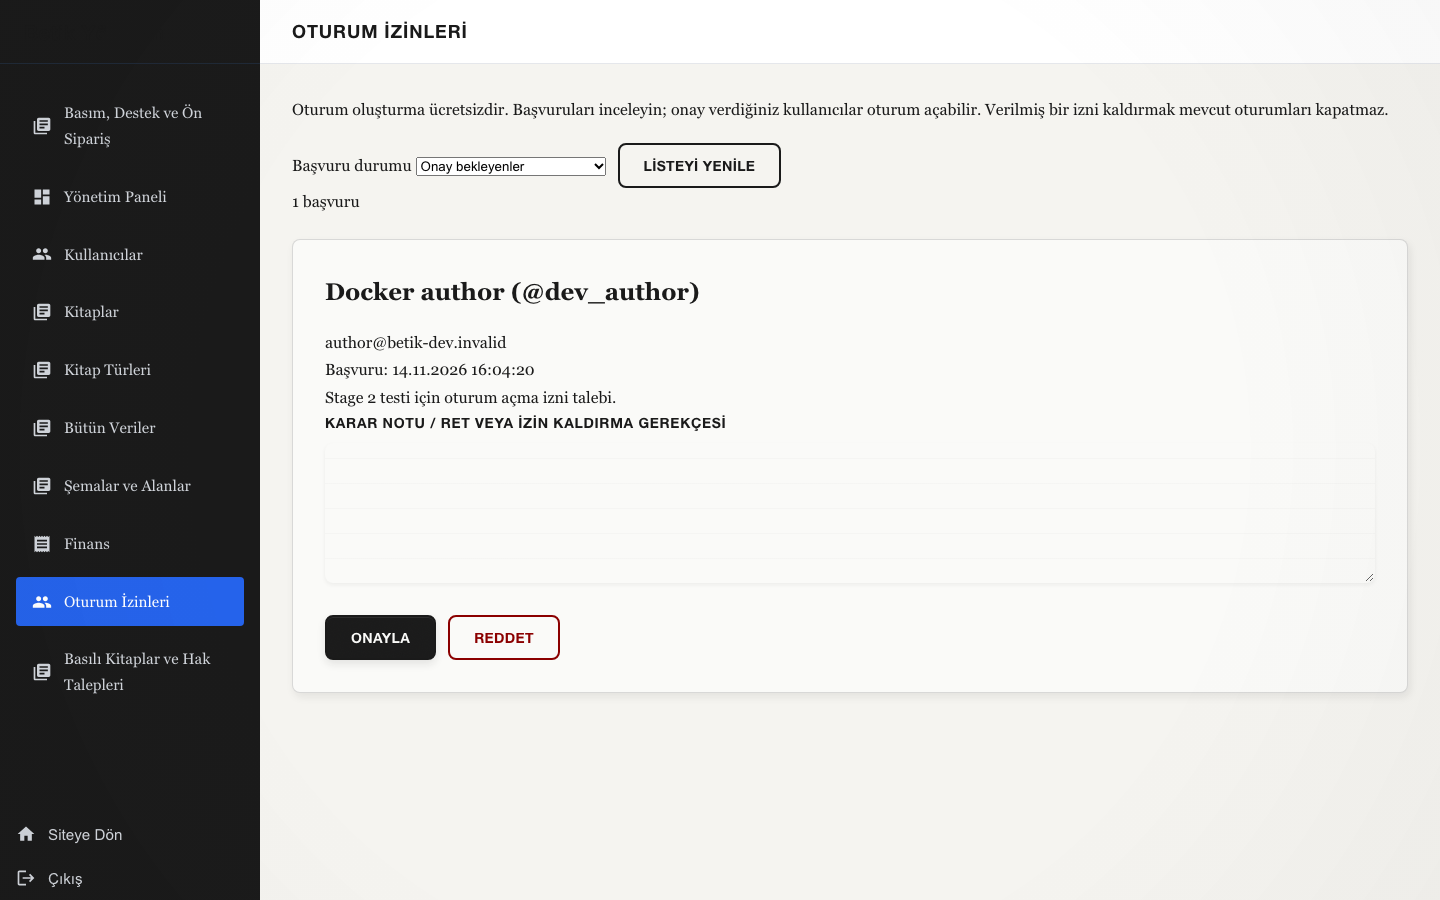 OTURUM İZİNLERİ
Basım, Destek ve Ön
Sipariş
Yönetim Paneli
Kullanıcılar
Kitaplar
Kitap Türleri
Bütün Veriler
Şemalar ve Alanlar
Finans
Oturum İzinleri
Basılı Kitaplar ve Hak
Talepleri
Siteye Dön
Çıkış
Oturum oluşturma ücretsizdir. Başvuruları inceleyin; onay verdiğiniz kullanıcılar oturum açabilir. Verilmiş bir izni kaldırmak mevcut oturumları kapatmaz.
Başvuru durumu Onay bekleyenler LİSTEYİ YENİLE
1 başvuru
Docker author (@dev_author)
author@betik-dev.invalid
Başvuru: 14.11.2026 16:04:20
Stage 2 testi için oturum açma izni talebi.
KARAR NOTU / RET VEYA İZİN KALDIRMA GEREKÇESİ
ONAYLA REDDET